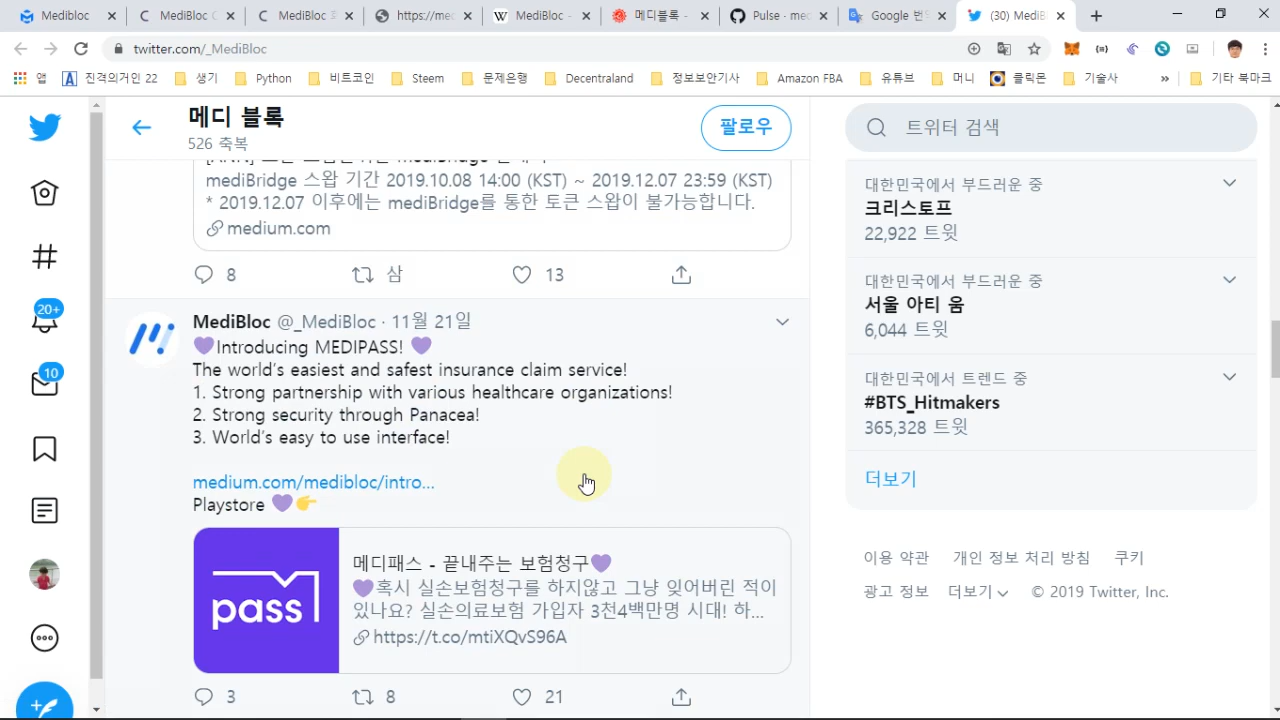 Mediblоc
MediBloc C
MediBloc 프
https://mec
MediBloc -
메디블록 -
Pulse · mec
Google 번역
(30) MediB
twitter.com/_MediBloc
앱
진격의거인 22
생기
Python
비트코인
Steem
문제은행
Decentraland
정보보안기사
Amazon FBA
유튜브
머니
클릭몬
기술사
»
기타 북마크
메디 블록
526 축복
팔로우
트위터 검색
mediBridge 스왑 기간 2019.10.08 14:00 (KST) ~ 2019.12.07 23:59 (KST)
* 2019.12.07 이후에는 mediBridge를 통한 토큰 스왑이 불가능합니다.
medium.com
8
삼
13
MediBloc @_MediBloc · 11월 21일
💜Introducing MEDIPASS! 💜
The world's easiest and safest insurance claim service!
1. Strong partnership with various healthcare organizations!
2. Strong security through Panacea!
3. World's easy to use interface!
medium.com/medibloc/intro...
Playstore 💜👉
pass
메디패스 - 끝내주는 보험청구💜
💜혹시 실손보험청구를 하지않고 그냥 잊어버린 적이
있나요? 실손의료보험 가입자 3천4백만명 시대! 하...
https://t.co/mtiXQvS96A
3
8
21
20+
10
대한민국에서 부드러운 중
크리스토프
22,922 트윗
대한민국에서 부드러운 중
서울 아티 움
6,044 트윗
대한민국에서 트렌드 중
#BTS_Hitmakers
365,328 트윗
더보기
이용 약관
개인 정보 처리 방침
쿠키
광고 정보
더보기
© 2019 Twitter, Inc.